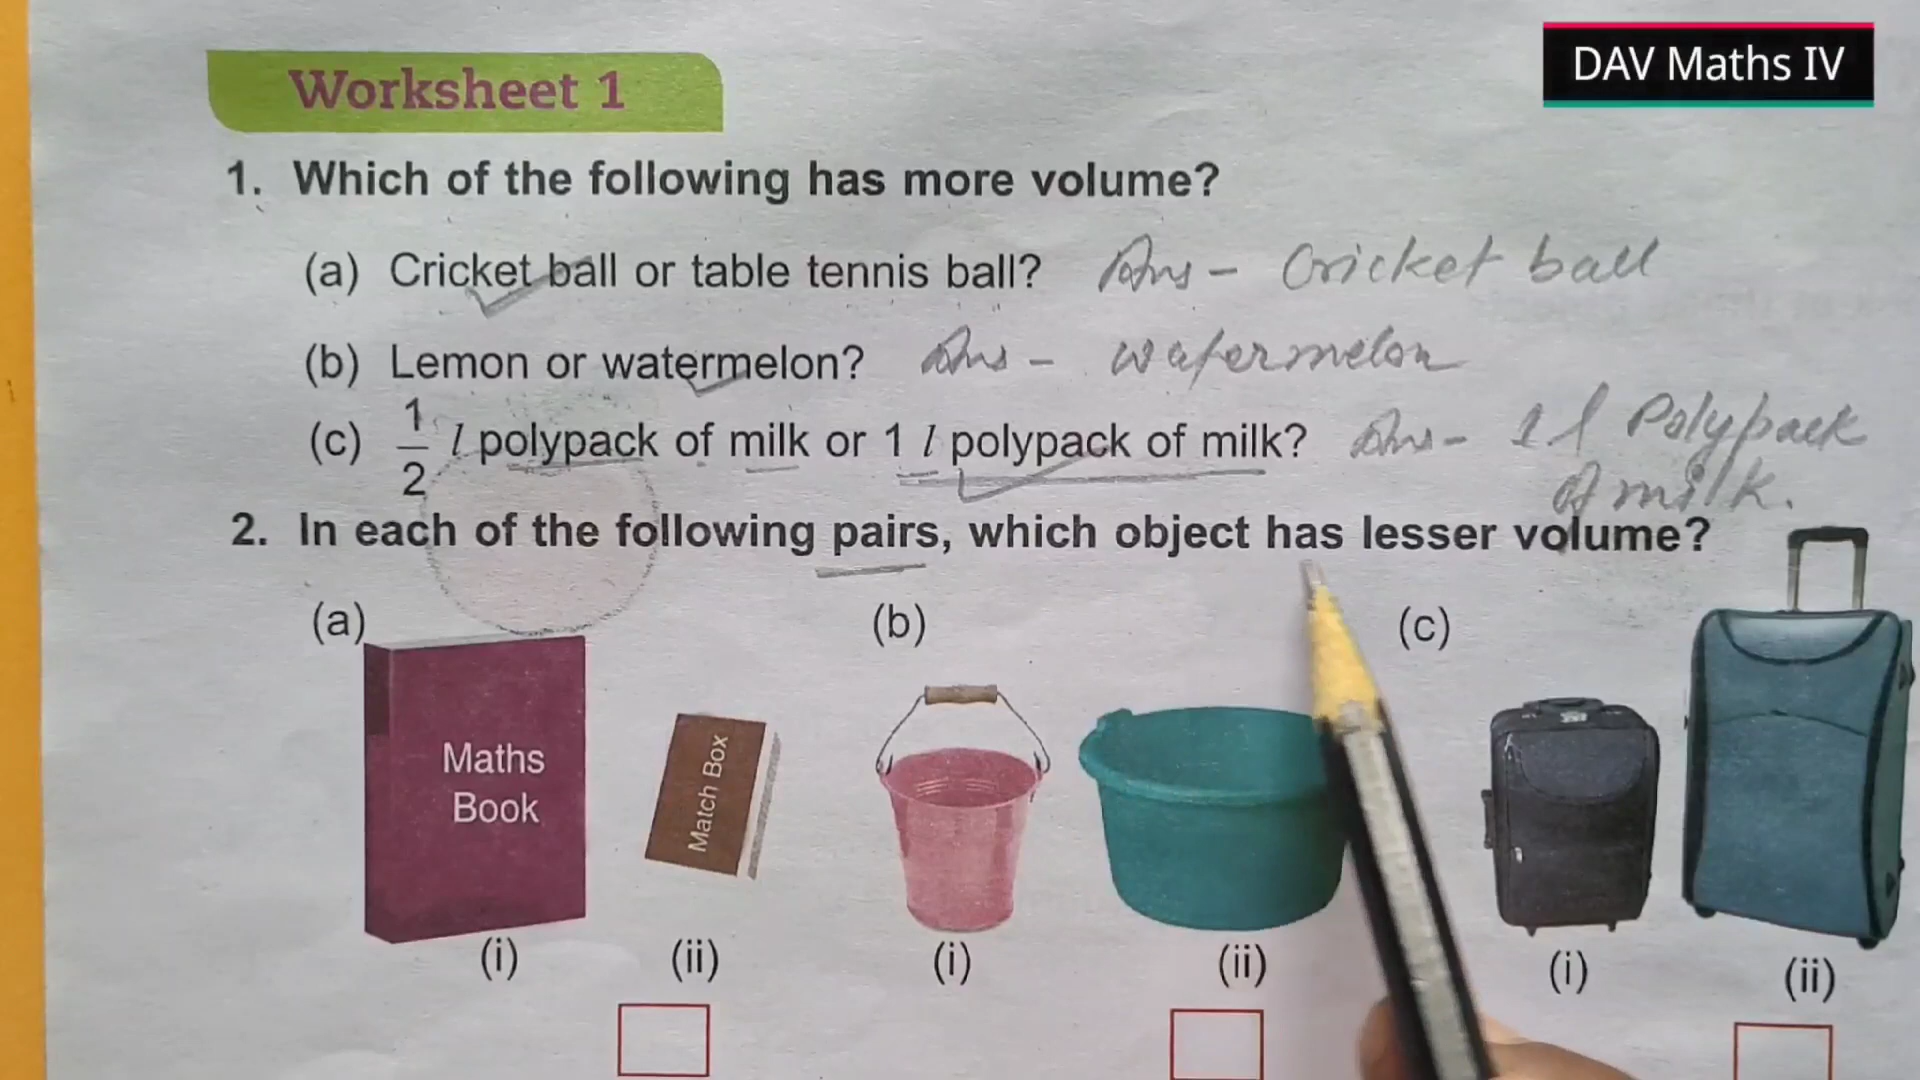 DAV Maths IV
Worksheet 1
1. Which of the following has more volume?
(a) Cricket ball or table tennis ball? Ans - Cricket ball
(b) Lemon or watermelon? Ans - watermelon
(c) 1/2 l polypack of milk or 1 l polypack of milk? Ans - 1 l Polypack
of milk.
2. In each of the following pairs, which object has lesser volume?
(a) (b) (c)
Maths
Book
Match Box
(i) (ii) (i) (ii) (i) (ii)